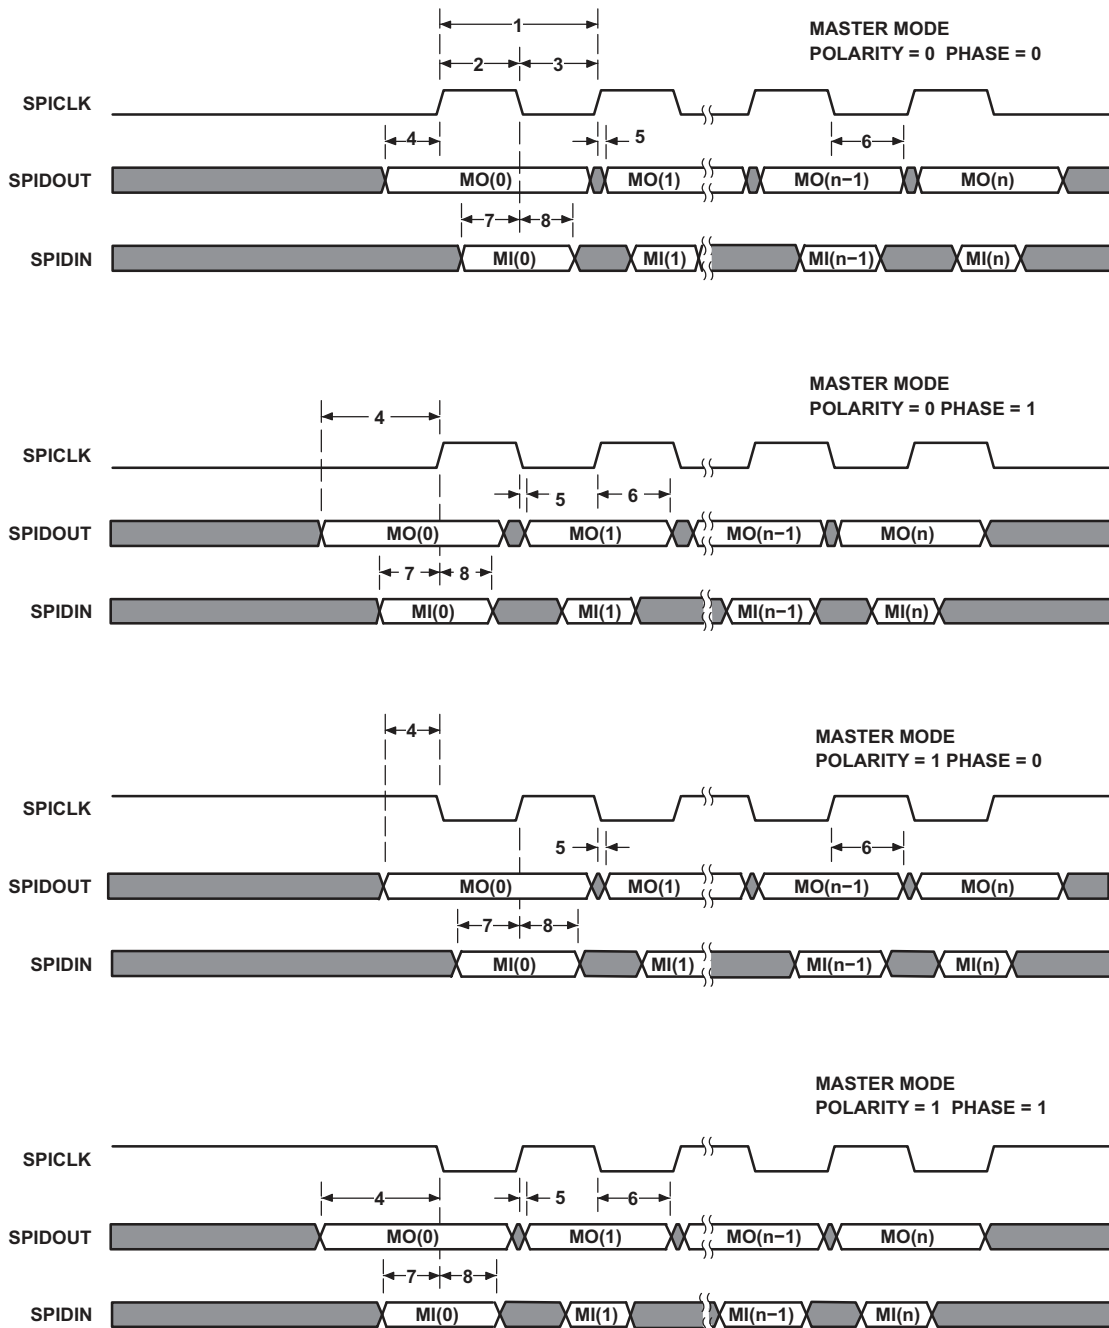 1
MASTER MODE
POLARITY = 0 PHASE = 0
2 3
SPICLK
4 5 6
SPIDOUT MO(0) MO(1) MO(n−1) MO(n)
7 8
SPIDIN MI(0) MI(1) MI(n−1) MI(n)
MASTER MODE
POLARITY = 0 PHASE = 1
4
SPICLK
5 6
SPIDOUT MO(0) MO(1) MO(n−1) MO(n)
7 8
SPIDIN MI(0) MI(1) MI(n−1) MI(n)
4
MASTER MODE
POLARITY = 1 PHASE = 0
SPICLK
5 6
SPIDOUT MO(0) MO(1) MO(n−1) MO(n)
7 8
SPIDIN MI(0) MI(1) MI(n−1) MI(n)
MASTER MODE
POLARITY = 1 PHASE = 1
SPICLK
4 5 6
SPIDOUT MO(0) MO(1) MO(n−1) MO(n)
7 8
SPIDIN MI(0) MI(1) MI(n−1) MI(n)